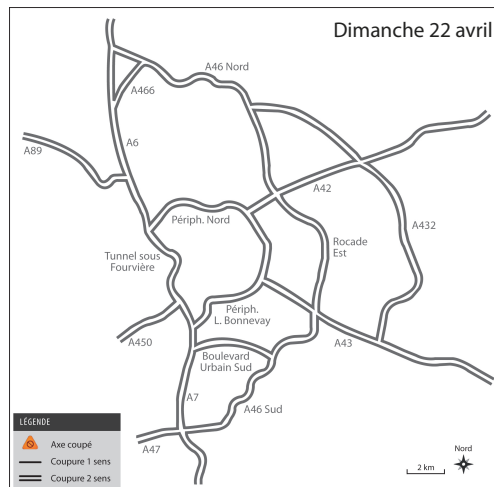 Dimanche 22 avril
A46 Nord
A466
A6
A89
A42
Périph. Nord
A432
Rocade
Est
Tunnel sous
Fourvière
Périph.
L. Bonnevay
A450
A43
Boulevard
Urbain Sud
A7
A46 Sud
A47
LÉGENDE
Axe coupé
Coupure 1 sens
Coupure 2 sens
2 km
Nord